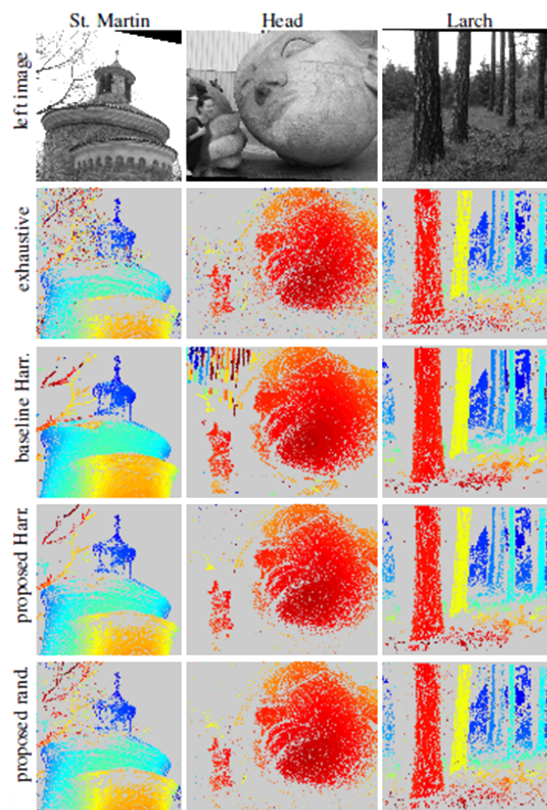 St. Martin
Head
Larch
left image
exhaustive
baseline Harr.
proposed Harr.
proposed rand.